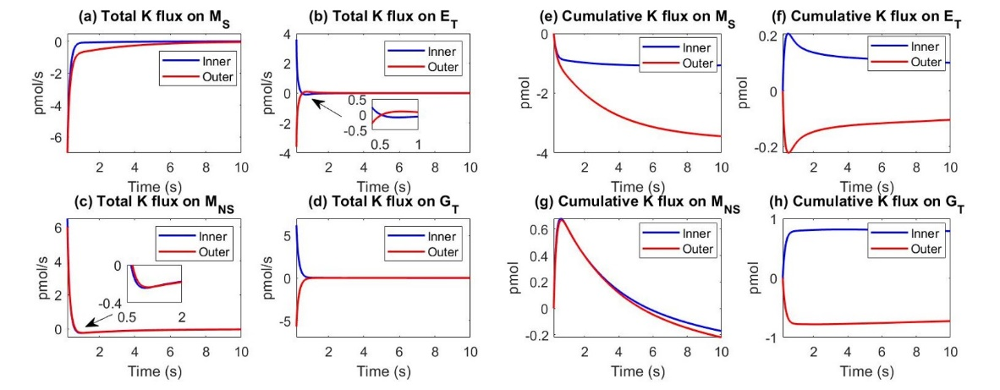 (a) Total K flux on M_S
0
-2
-4
-6
pmol/s
Inner
Outer
2 4 6 8 10
Time (s)
(b) Total K flux on E_T
4
2
0
-2
-4
Inner
Outer
0.5
0
-0.5
0.5 1
2 4 6 8 10
Time (s)
(e) Cumulative K flux on M_S
0
-2
-4
pmol
Inner
Outer
2 4 6 8 10
Time (s)
(f) Cumulative K flux on E_T
0.2
0
-0.2
pmol
Inner
Outer
2 4 6 8 10
Time (s)
(c) Total K flux on M_NS
6
4
2
0
pmol/s
Inner
Outer
0
-0.4
0.5 2
2 4 6 8 10
Time (s)
(d) Total K flux on G_T
5
0
-5
pmol/s
Inner
Outer
2 4 6 8 10
Time (s)
(g) Cumulative K flux on M_NS
0.6
0.4
0.2
0
-0.2
pmol
Inner
Outer
2 4 6 8 10
Time (s)
(h) Cumulative K flux on G_T
1
0
-1
pmol
Inner
Outer
2 4 6 8 10
Time (s)